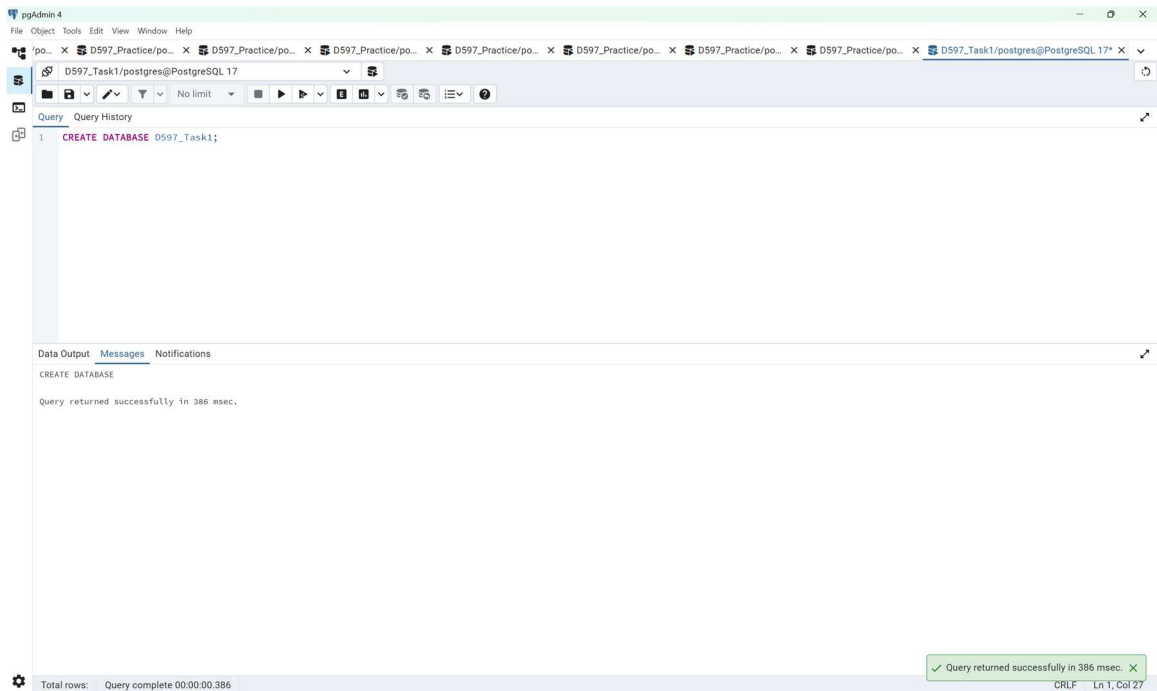 pgAdmin 4
File Object Tools Edit View Window Help
/po... D597_Practice/po... D597_Practice/po... D597_Practice/po... D597_Practice/po... D597_Practice/po... D597_Practice/po... D597_Practice/po... D597_Task1/postgres@PostgreSQL 17*
D597_Task1/postgres@PostgreSQL 17
No limit E
Query Query History
1 CREATE DATABASE D597_Task1;
Data Output Messages Notifications
CREATE DATABASE
Query returned successfully in 386 msec.
Query returned successfully in 386 msec.
Total rows: Query complete 00:00:00.386 CRLF Ln 1, Col 27